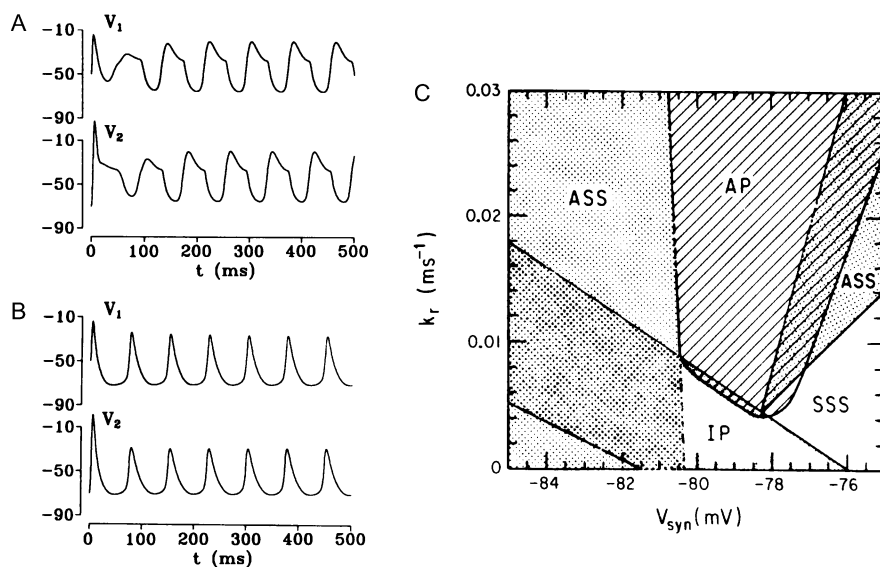 A
V₁
-10
-50
-90
V₂
-10
-50
-90
0 100 200 300 400 500
t (ms)
B
V₁
-10
-50
-90
V₂
-10
-50
-90
0 100 200 300 400 500
t (ms)
C
0.03
0.02
0.01
0
kᵣ (ms⁻¹)
ASS
AP
ASS
SSS
IP
-84 -82 -80 -78 -76
Vsyn(mV)